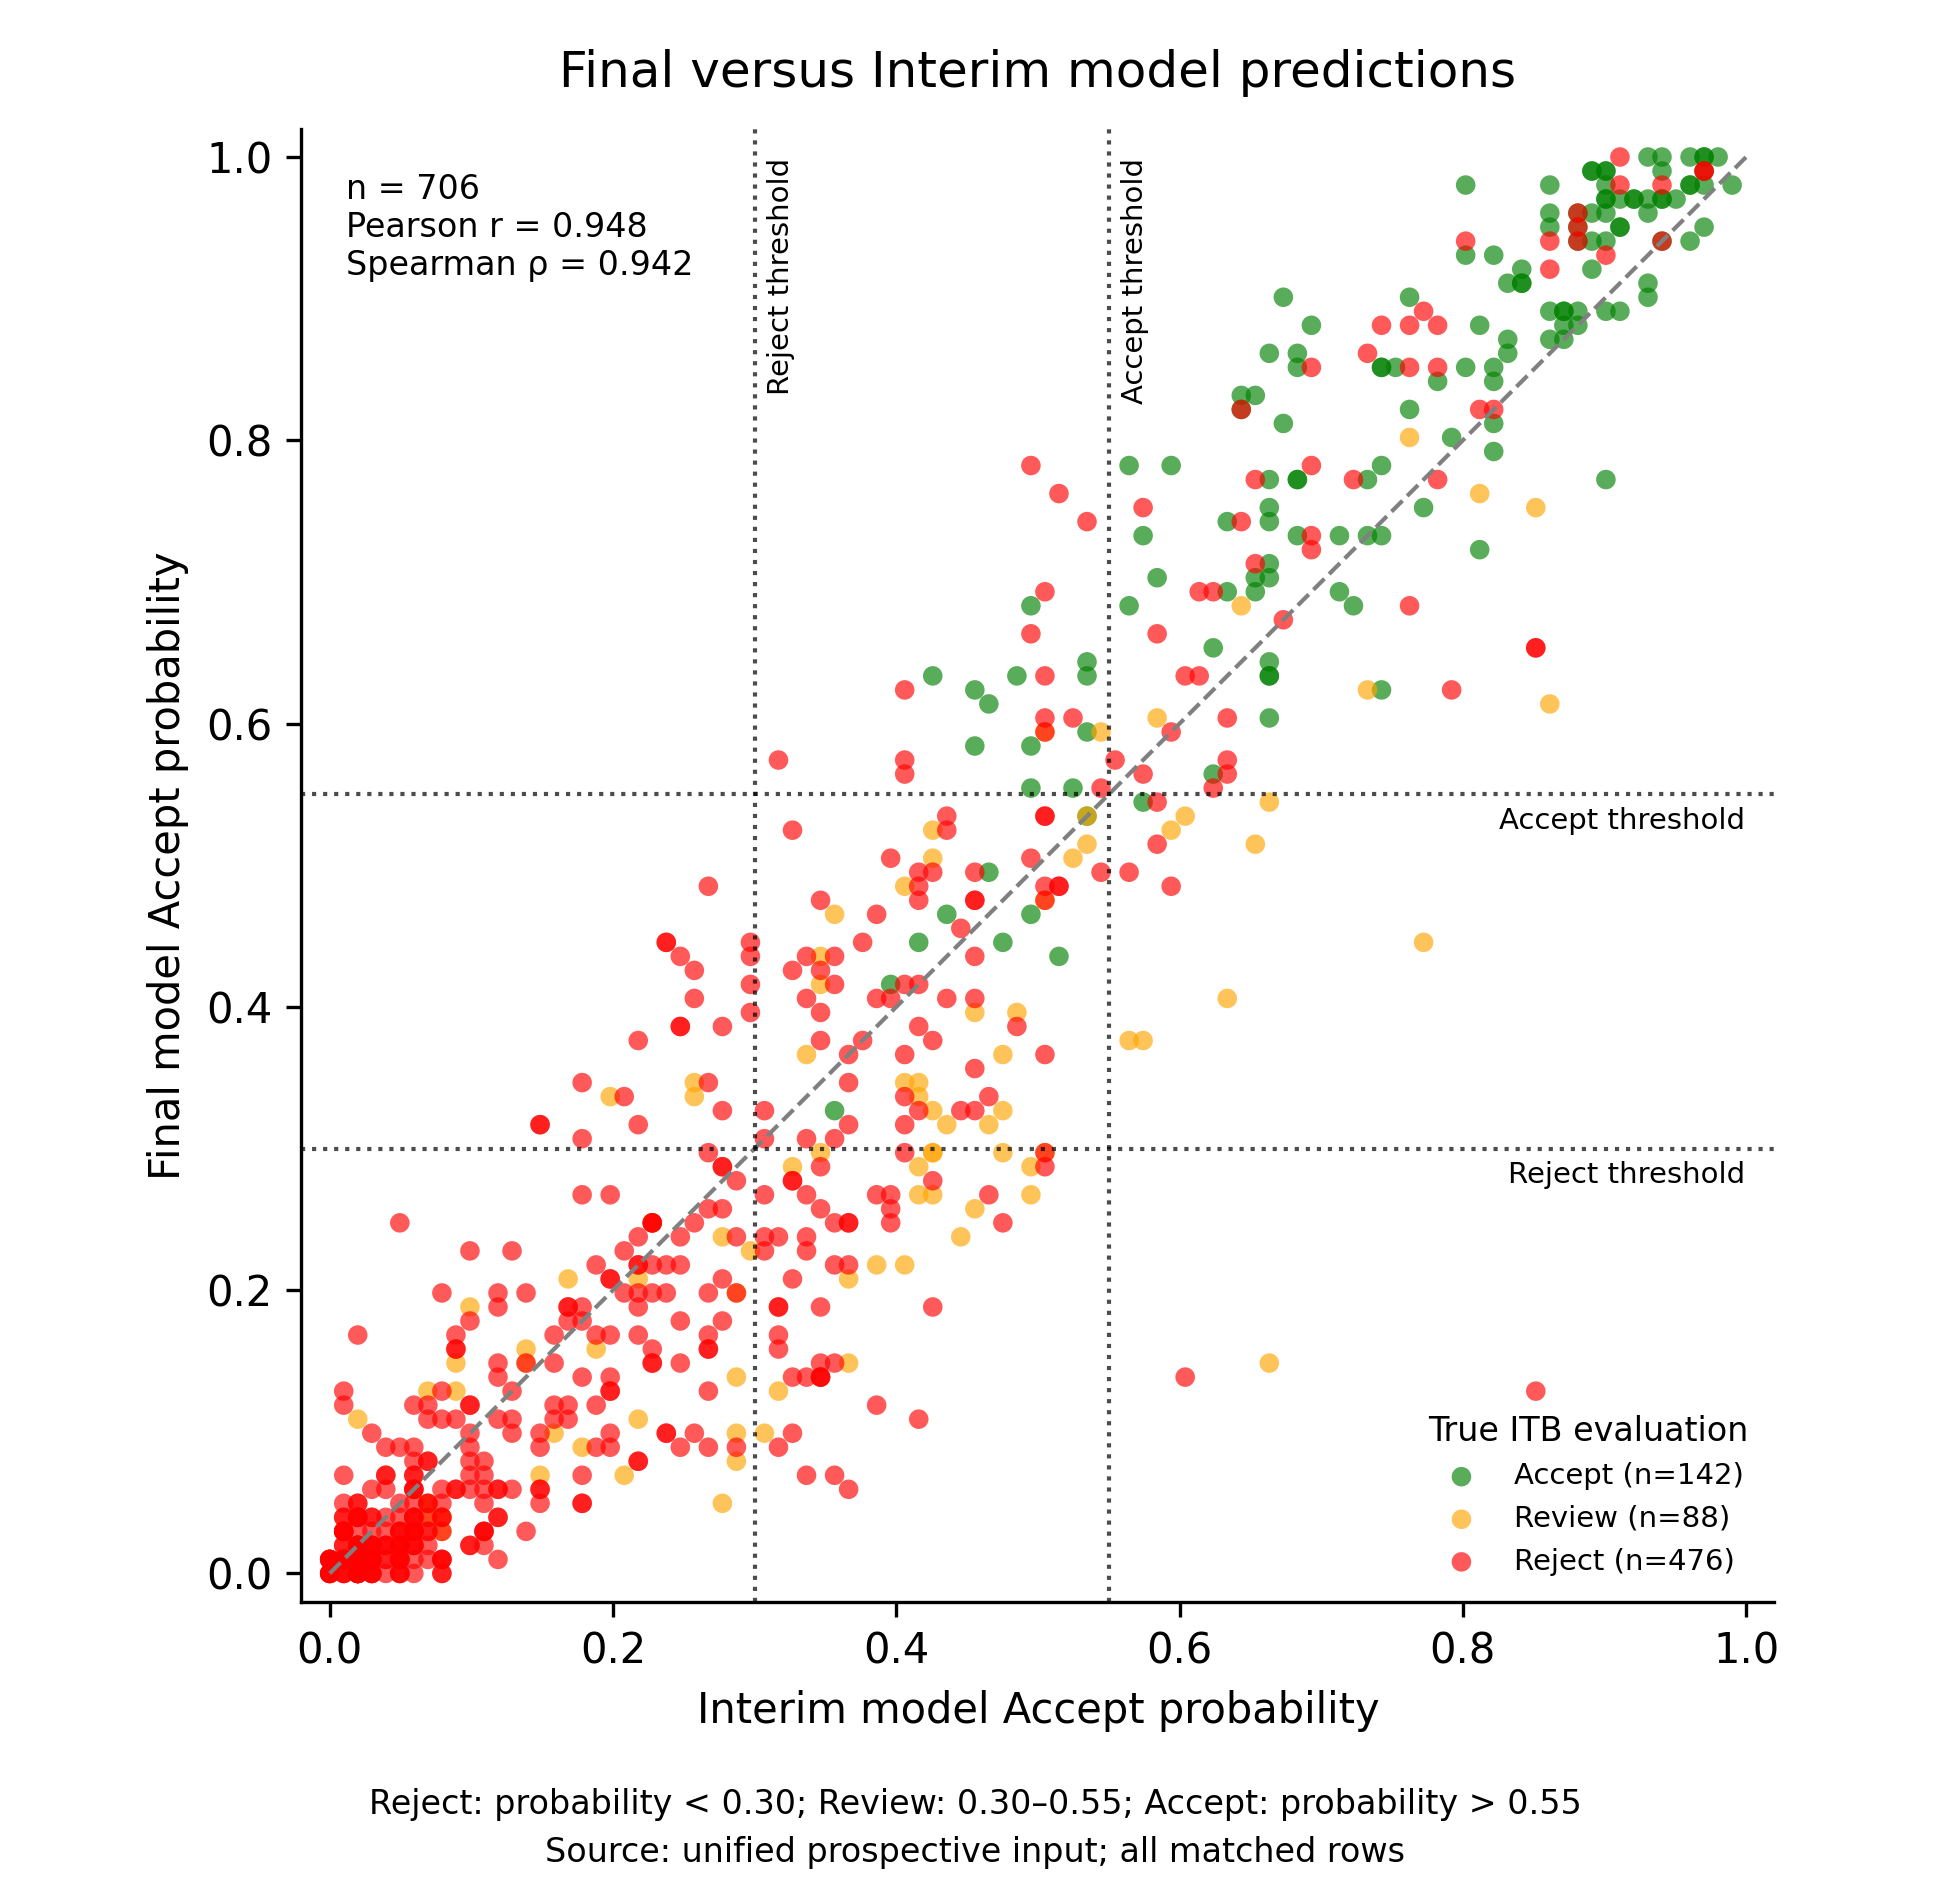 Final versus Interim model predictions
1.0
0.8
0.6
0.4
0.2
0.0
Final model Accept probability
n = 706
Pearson r = 0.948
Spearman ρ = 0.942
Reject threshold
Accept threshold
Accept threshold
Reject threshold
True ITB evaluation
Accept (n=142)
Review (n=88)
Reject (n=476)
0.0 0.2 0.4 0.6 0.8 1.0
Interim model Accept probability
Reject: probability < 0.30; Review: 0.30–0.55; Accept: probability > 0.55
Source: unified prospective input; all matched rows